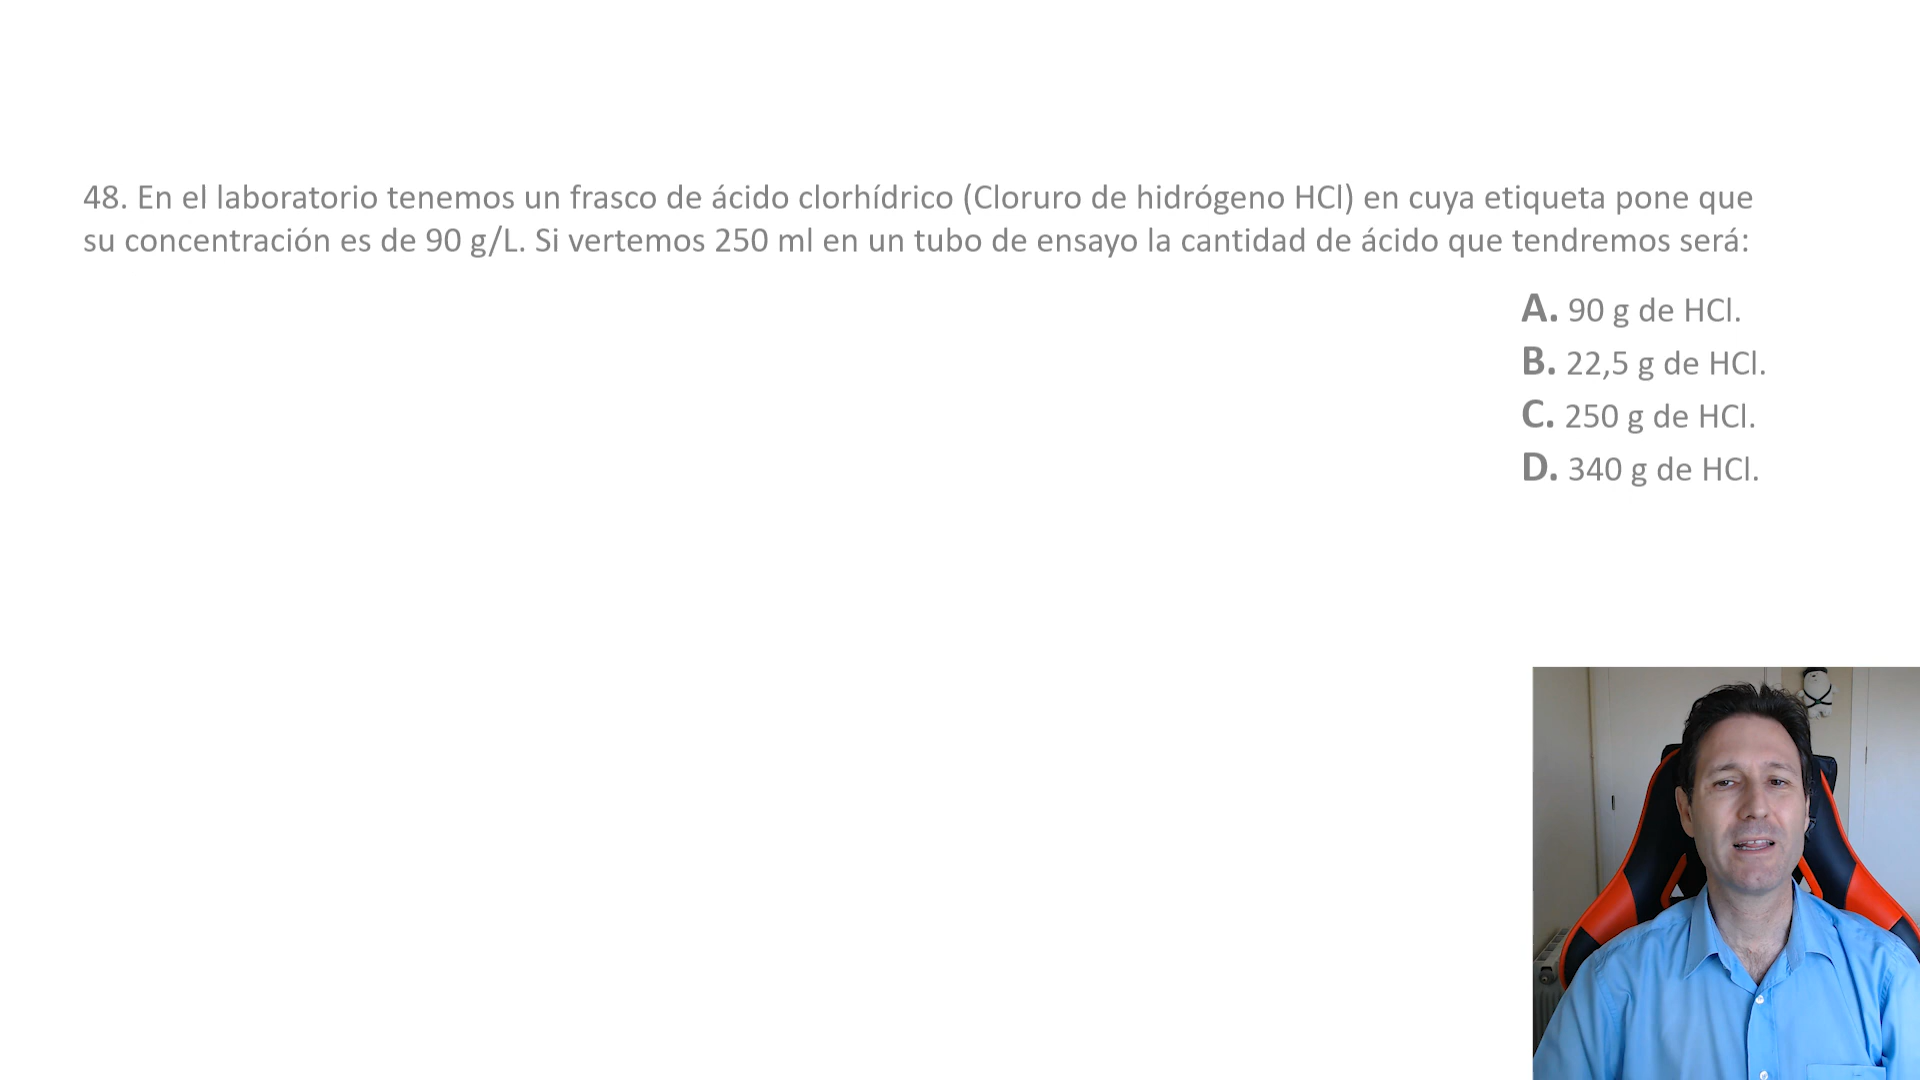 48. En el laboratorio tenemos un frasco de ácido clorhídrico (Cloruro de hidrógeno HCl) en cuya etiqueta pone que
su concentración es de 90 g/L. Si vertemos 250 ml en un tubo de ensayo la cantidad de ácido que tendremos será:
A. 90 g de HCl.
B. 22,5 g de HCl.
C. 250 g de HCl.
D. 340 g de HCl.